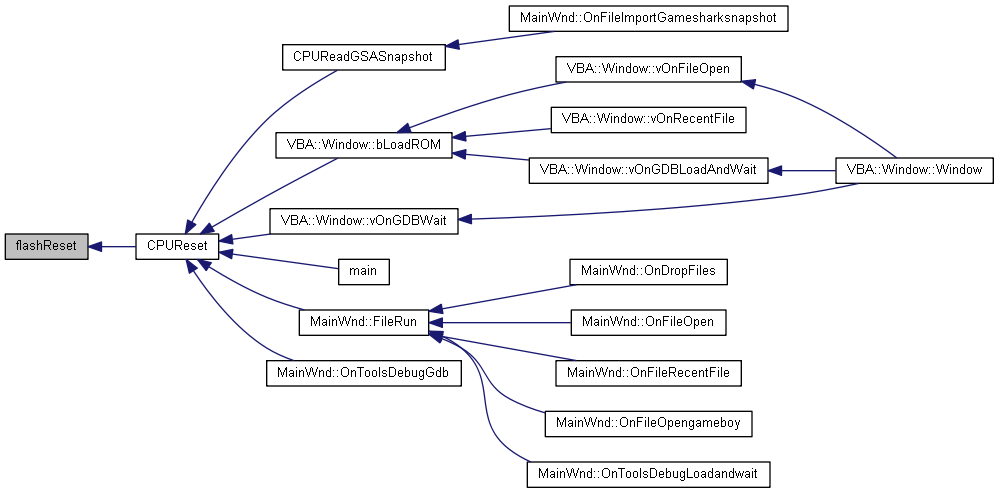 MainWnd::OnFileImportGamesharksnapshot
CPUReadGSASnapshot
VBA::Window::vOnFileOpen
VBA::Window::vOnRecentFile
VBA::Window::bLoadROM
VBA::Window::vOnGDBLoadAndWait
VBA::Window::Window
VBA::Window::vOnGDBWait
flashReset
CPUReset
main
MainWnd::OnDropFiles
MainWnd::FileRun
MainWnd::OnFileOpen
MainWnd::OnToolsDebugGdb
MainWnd::OnFileRecentFile
MainWnd::OnFileOpengameboy
MainWnd::OnToolsDebugLoadandwait